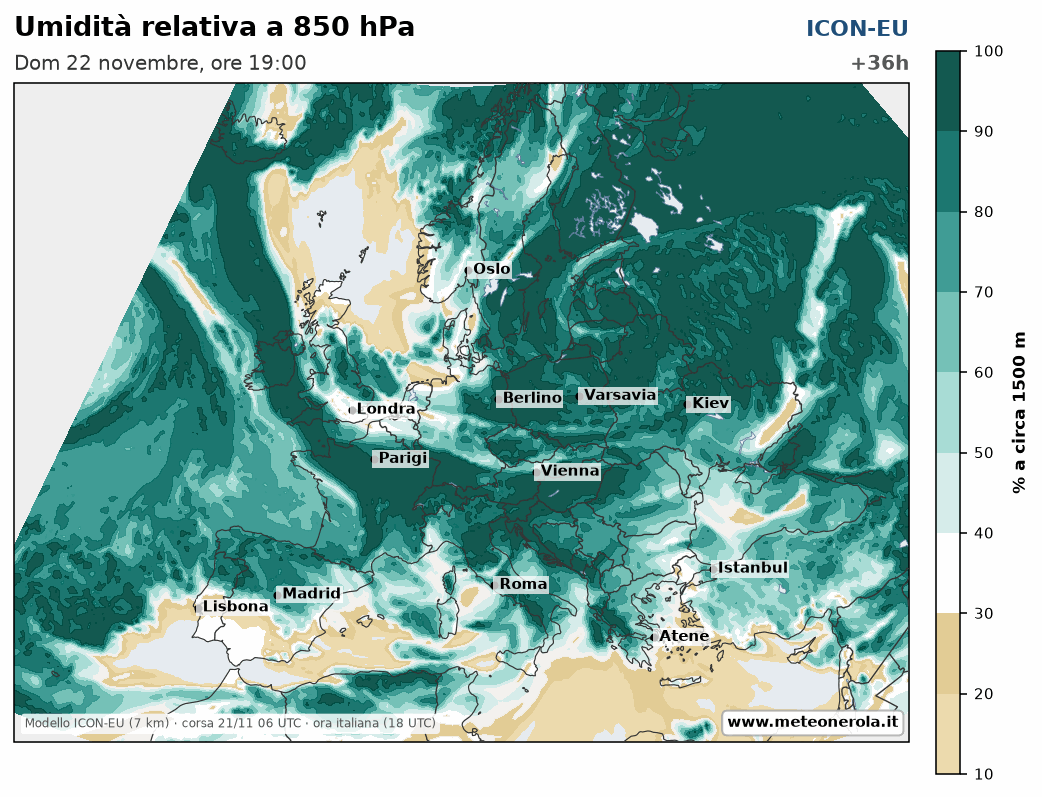 Umidità relativa a 850 hPa
ICON-EU
Dom 22 novembre, ore 19:00
+36h
100
90
80
70
60
50
40
30
20
10
% a circa 1500 m
Oslo
Berlino
Varsavia
Kiev
Londra
Parigi
Vienna
Istanbul
Roma
Madrid
Lisbona
Atene
Modello ICON-EU (7 km) · corsa 21/11 06 UTC · ora italiana (18 UTC)
www.meteonerola.it